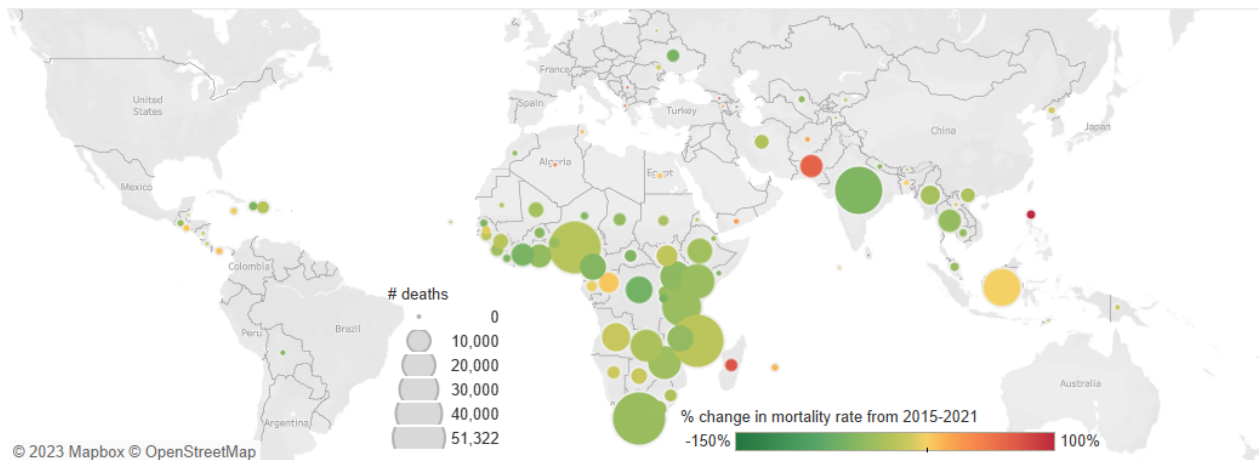 United
States
Mexico
Colombia
Peru
Brazil
Argentina
France
Spain
Turkey
Algeria
Egypt
China
Japan
Australia
# deaths
0
10,000
20,000
30,000
40,000
51,322
% change in mortality rate from 2015-2021
-150%
100%
© 2023 Mapbox © OpenStreetMap